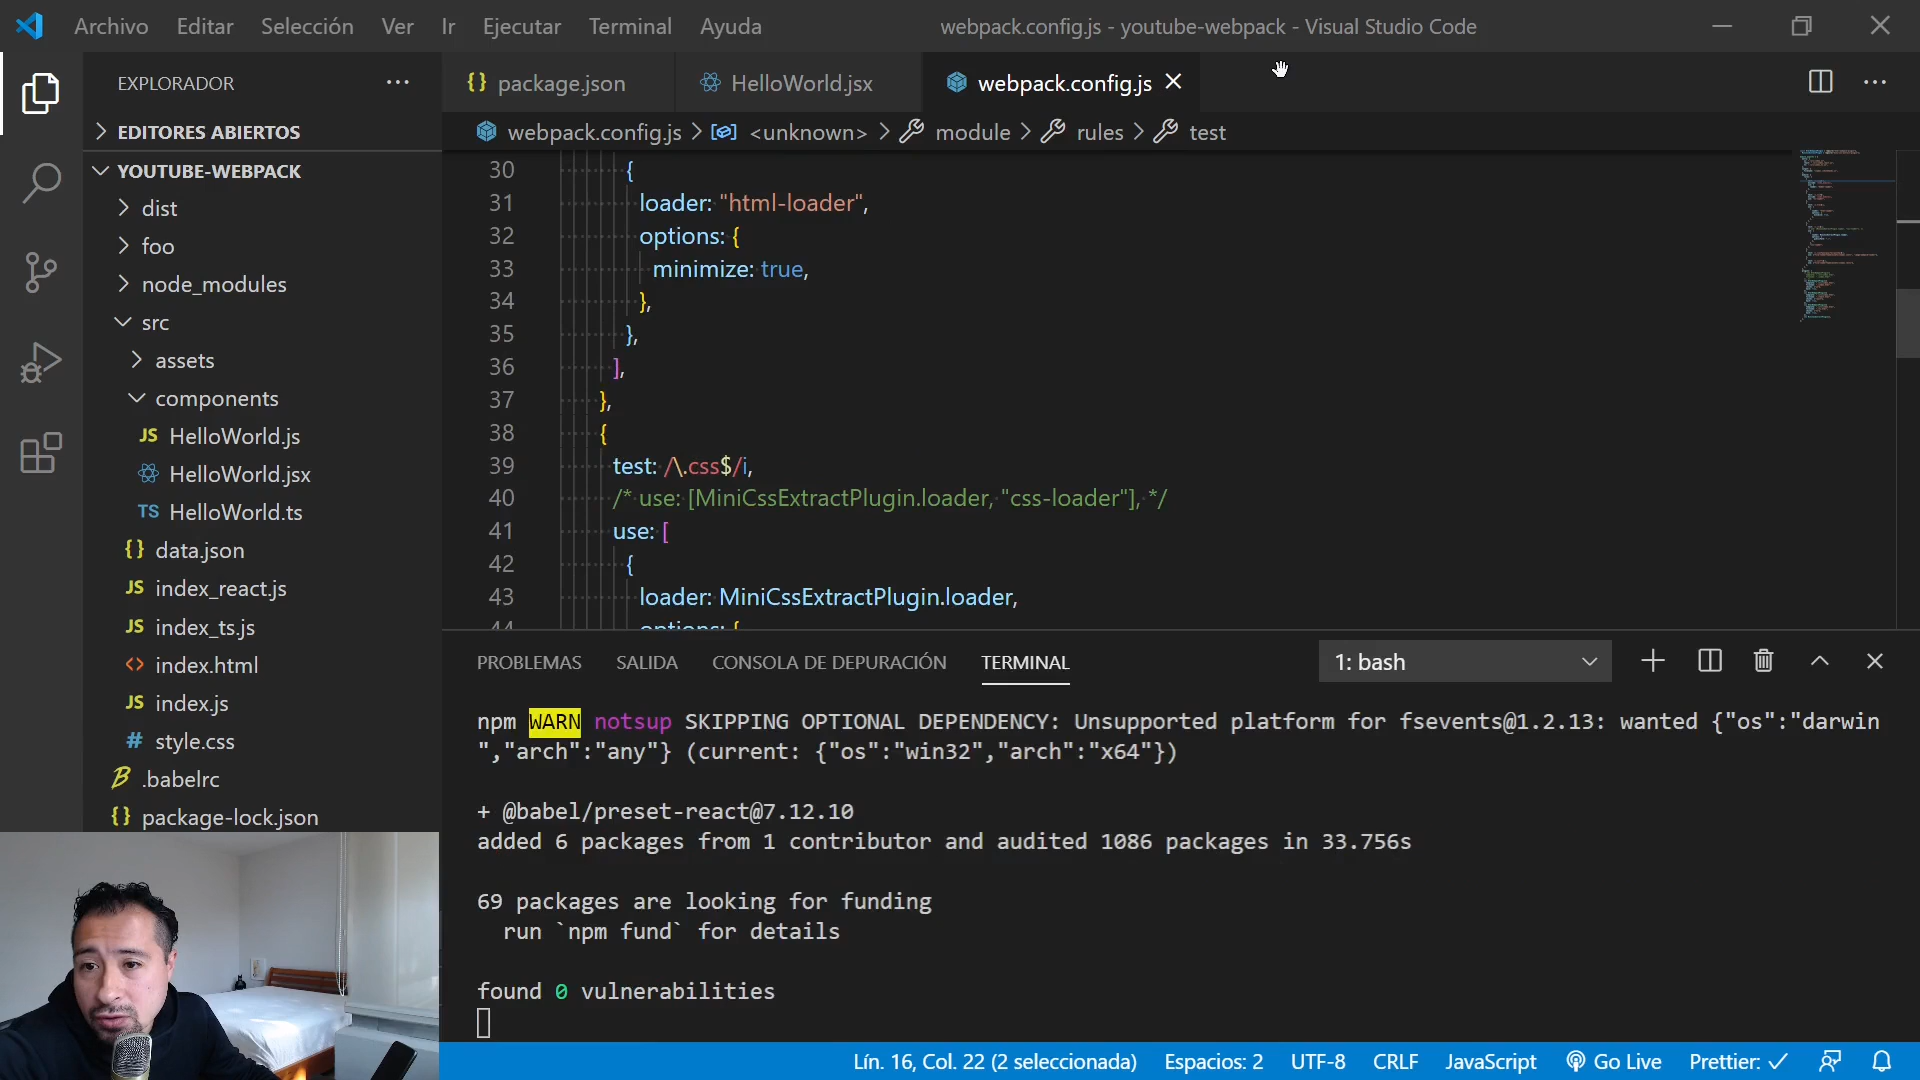 Archivo Editar Selección Ver Ir Ejecutar Terminal Ayuda webpack.config.js - youtube-webpack - Visual Studio Code
EXPLORADOR
{} package.json HelloWorld.jsx webpack.config.js
EDITORES ABIERTOS
webpack.config.js > <unknown> > module > rules > test
YOUTUBE-WEBPACK
dist
foo
node_modules
src
assets
components
JS HelloWorld.js
HelloWorld.jsx
TS HelloWorld.ts
{} data.json
JS index_react.js
JS index_ts.js
<> index.html
JS index.js
# style.css
.babelrc
{} package-lock.json
30 {
31 loader: "html-loader",
32 options: {
33 minimize: true,
34 },
35 },
36 ],
37 },
38 {
39 test: /\.css$/i,
40 /* use: [MiniCssExtractPlugin.loader, "css-loader"], */
41 use: [
42 {
43 loader: MiniCssExtractPlugin.loader,
44 options: {
PROBLEMAS SALIDA CONSOLA DE DEPURACIÓN TERMINAL 1: bash
npm WARN notsup SKIPPING OPTIONAL DEPENDENCY: Unsupported platform for fsevents@1.2.13: wanted {"os":"darwin
","arch":"any"} (current: {"os":"win32","arch":"x64"})
+ @babel/preset-react@7.12.10
added 6 packages from 1 contributor and audited 1086 packages in 33.756s
69 packages are looking for funding
run `npm fund` for details
found 0 vulnerabilities
Lín. 16, Col. 22 (2 seleccionada) Espacios: 2 UTF-8 CRLF JavaScript Go Live Prettier: ✓